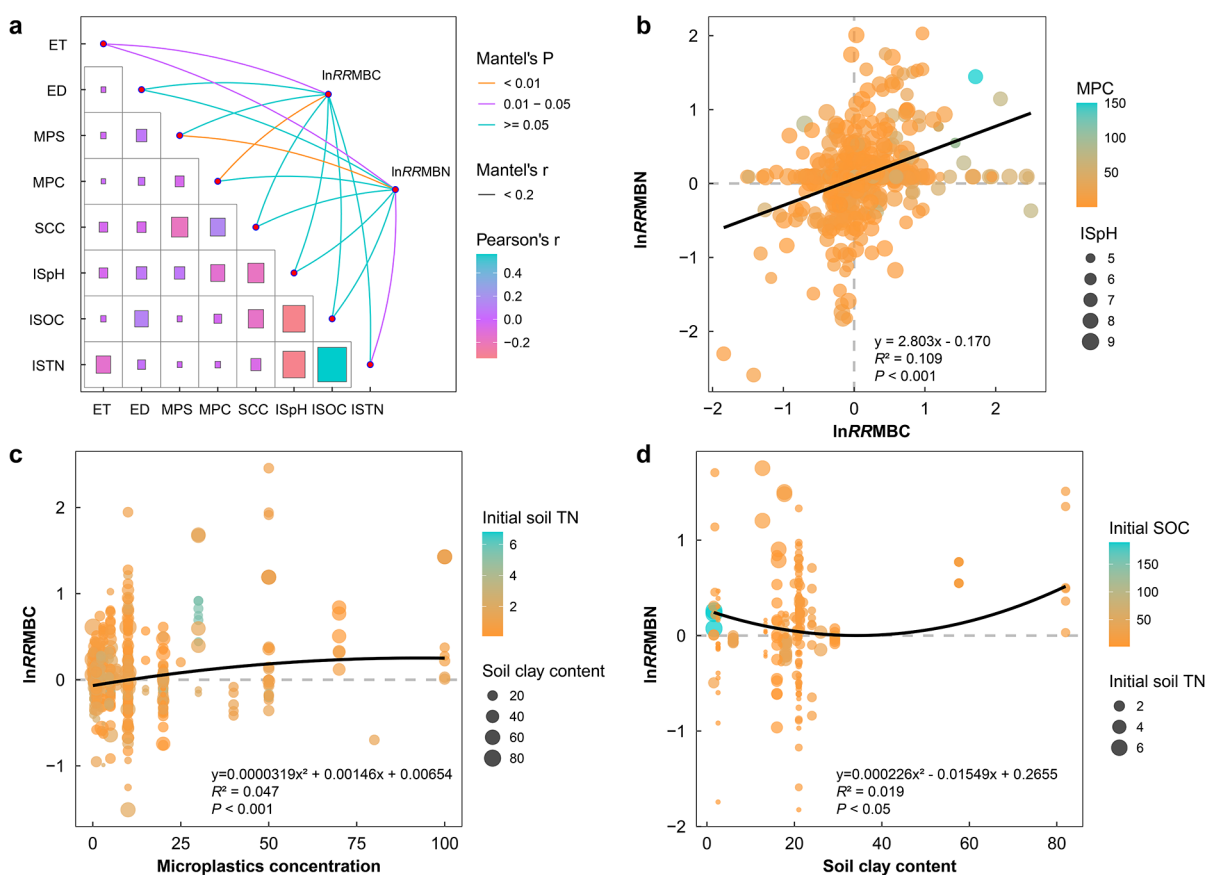 a
ET
ED
MPS
MPC
SCC
ISpH
ISOC
ISTN
ET ED MPS MPC SCC ISpH ISOC ISTN
lnRRMBC
lnRRMBN
Mantel's P
< 0.01
0.01 − 0.05
>= 0.05
Mantel's r
< 0.2
Pearson's r
0.4
0.2
0.0
−0.2
b
lnRRMBN
2
1
0
−1
−2
y = 2.803x - 0.170
R² = 0.109
P < 0.001
−2 −1 0 1 2
lnRRMBC
MPC
150
100
50
ISpH
5
6
7
8
9
c
lnRRMBC
2
1
0
−1
y=0.0000319x² + 0.00146x + 0.00654
R² = 0.047
P < 0.001
0 25 50 75 100
Microplastics concentration
Initial soil TN
6
4
2
Soil clay content
20
40
60
80
d
lnRRMBN
1
0
−1
−2
y=0.000226x² - 0.01549x + 0.2655
R² = 0.019
P < 0.05
0 20 40 60 80
Soil clay content
Initial SOC
150
100
50
Initial soil TN
2
4
6